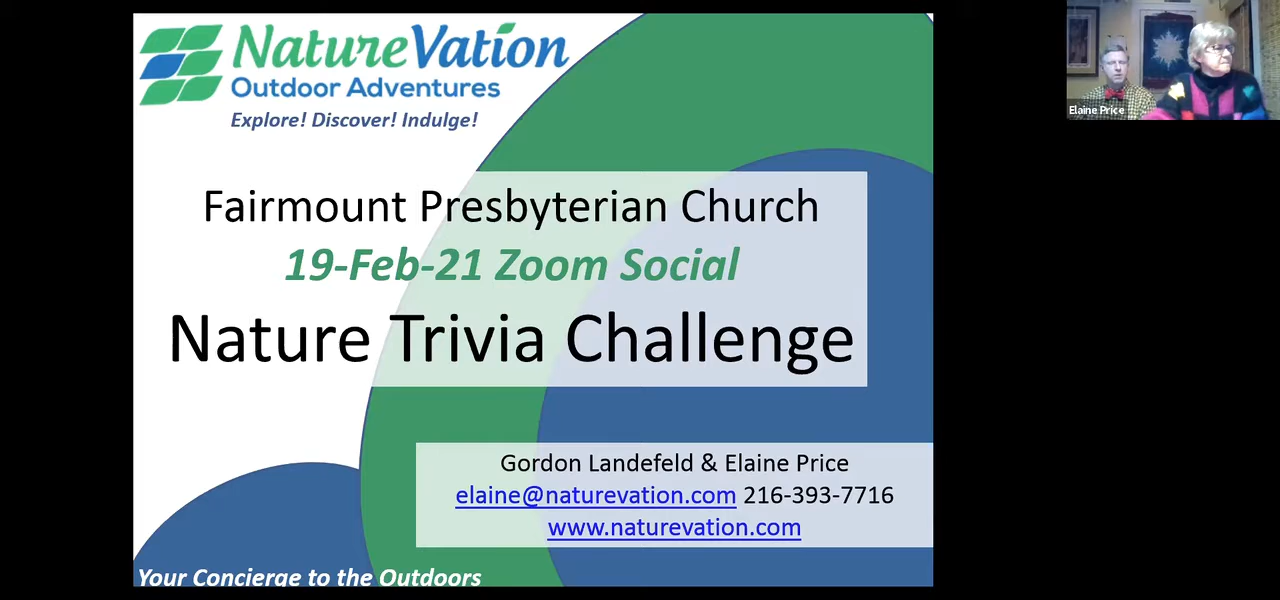 NatureVation
Outdoor Adventures
Explore! Discover! Indulge!
Fairmount Presbyterian Church
19-Feb-21 Zoom Social
Nature Trivia Challenge
Gordon Landefeld & Elaine Price
elaine@naturevation.com 216-393-7716
www.naturevation.com
Your Concierge to the Outdoors
Elaine Price